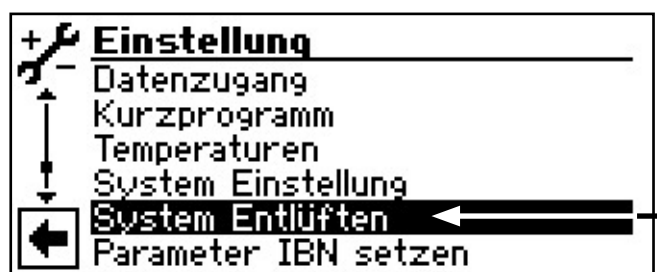 Einstellung
Datenzugang
Kurzprogramm
Temperaturen
System Einstellung
System Entlüften
Parameter IBN setzen